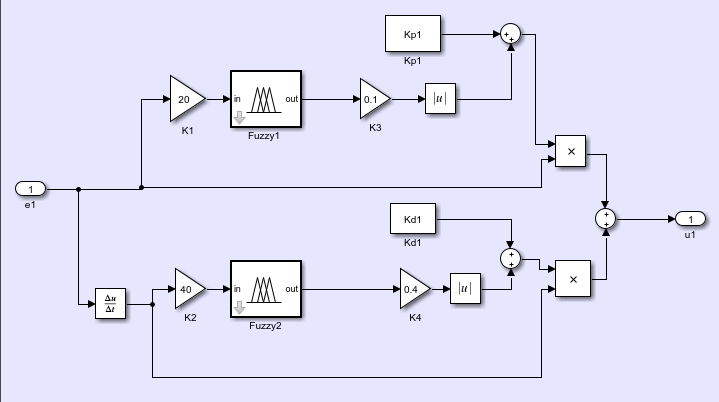 Kp1
Kp1
20
K1
in
out
Fuzzy1
0.1
K3
|u|
×
1
e1
Kd1
Kd1
1
u1
Δu
Δt
40
K2
in
out
Fuzzy2
0.4
K4
|u|
×